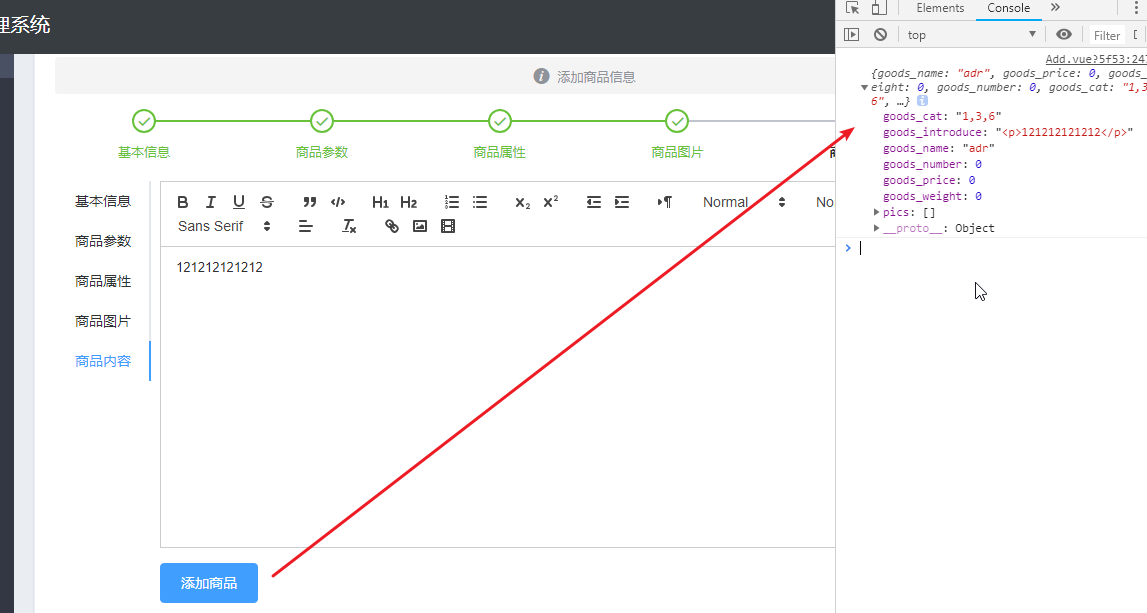 理系统
添加商品信息
基本信息
商品参数
商品属性
商品图片
基本信息
商品参数
商品属性
商品图片
商品内容
B I U S H1 H2 x2 x2 Normal No
Sans Serif
121212121212
添加商品
Elements Console
top Filter
Add.vue?5f53:247
{goods_name: "adr", goods_price: 0, goods_
eight: 0, goods_number: 0, goods_cat: "1,3
6", …}
goods_cat: "1,3,6"
goods_introduce: "<p>121212121212</p>"
goods_name: "adr"
goods_number: 0
goods_price: 0
goods_weight: 0
pics: []
__proto__: Object